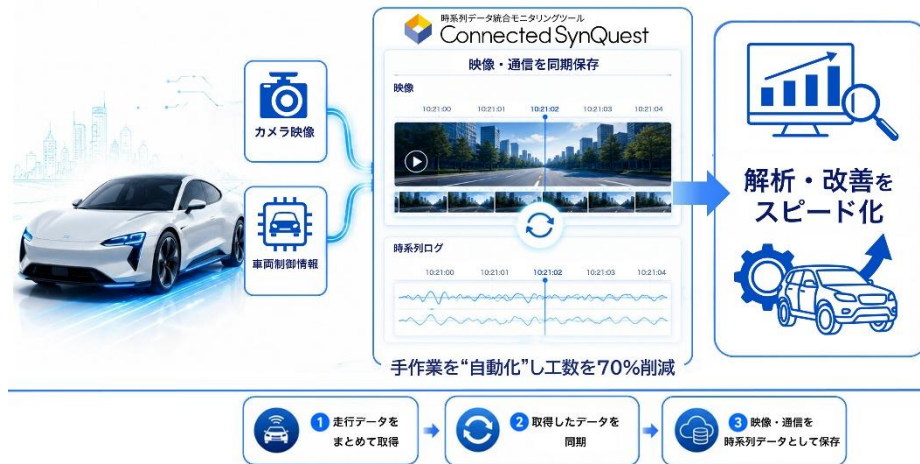 時系列データ統合モニタリングツール
Connected SynQuest
映像・通信を同期保存
映像
10:21:00 10:21:01 10:21:02 10:21:03 10:21:04
カメラ映像
車両制御情報
時系列ログ
10:21:00 10:21:01 10:21:02 10:21:03 10:21:04
手作業を“自動化”し工数を70%削減
解析・改善を
スピード化
1 走行データを
まとめて取得
2 取得したデータを
同期
3 映像・通信を
時系列データとして保存